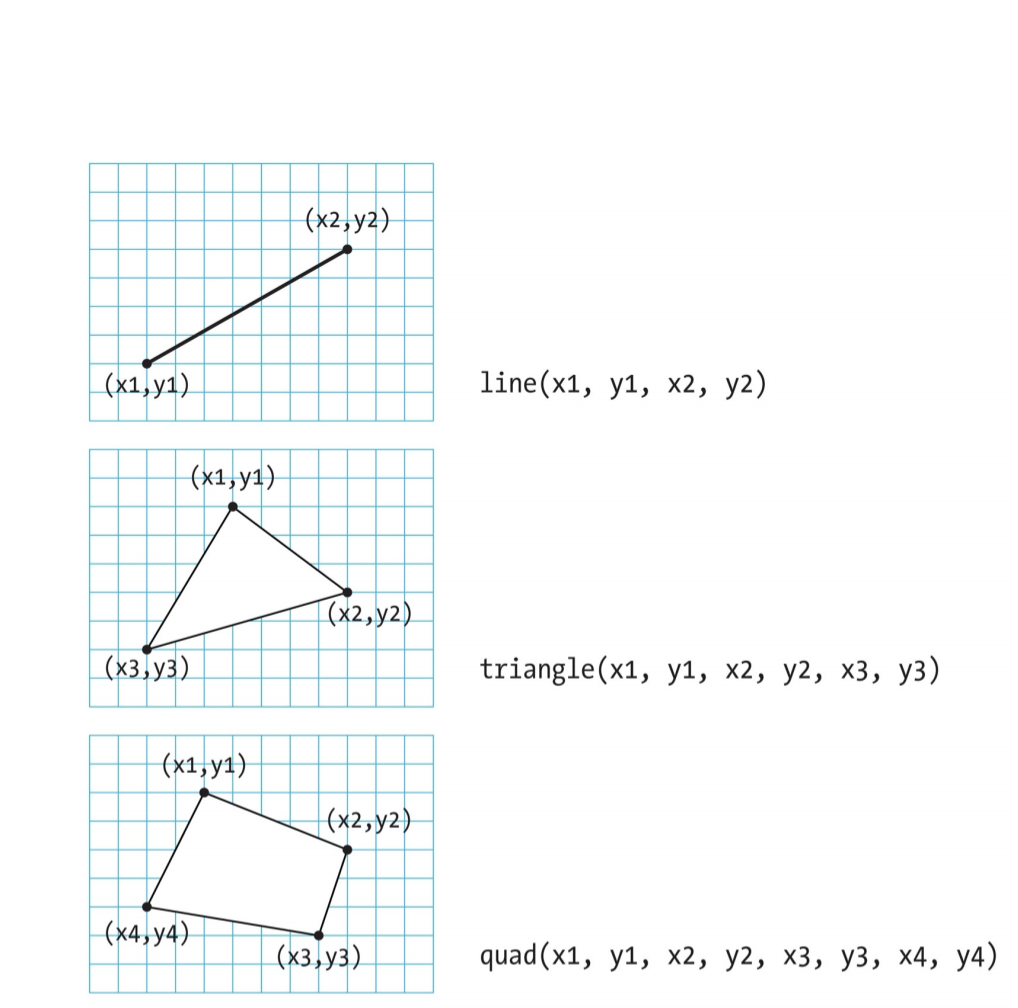 (x2,y2)
(x1,y1)
line(x1, y1, x2, y2)
(x1,y1)
(x2,y2)
(x3,y3)
triangle(x1, y1, x2, y2, x3, y3)
(x1,y1)
(x2,y2)
(x4,y4)
(x3,y3)
quad(x1, y1, x2, y2, x3, y3, x4, y4)